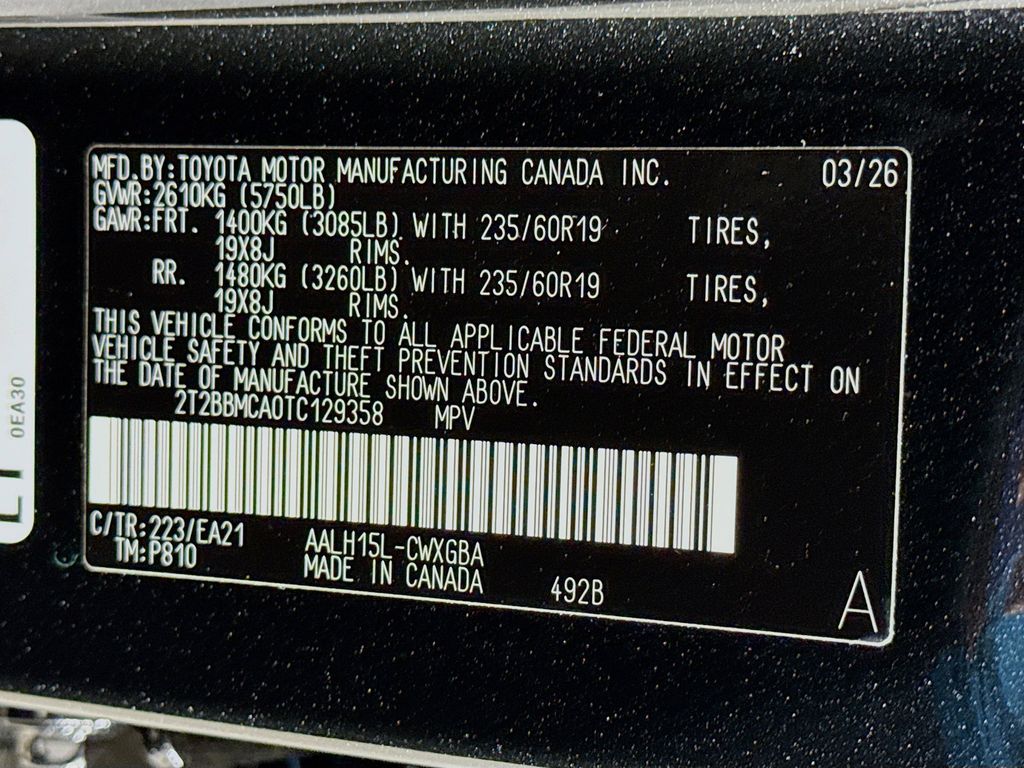 MFD.BY:TOYOTA MOTOR MANUFACTURING CANADA INC. 03/26
GVWR:2610KG (5750LB)
GAWR:FRT. 1400KG (3085LB) WITH 235/60R19 TIRES,
19X8J RIMS.
RR. 1480KG (3260LB) WITH 235/60R19 TIRES,
19X8J RIMS.
THIS VEHICLE CONFORMS TO ALL APPLICABLE FEDERAL MOTOR
VEHICLE SAFETY AND THEFT PREVENTION STANDARDS IN EFFECT ON
THE DATE OF MANUFACTURE SHOWN ABOVE.
2T2BBMCA0TC129358 MPV
C/TR:223/EA21 AALH15L-CWXGBA
TM:P810 MADE IN CANADA 492B
A
0EA30